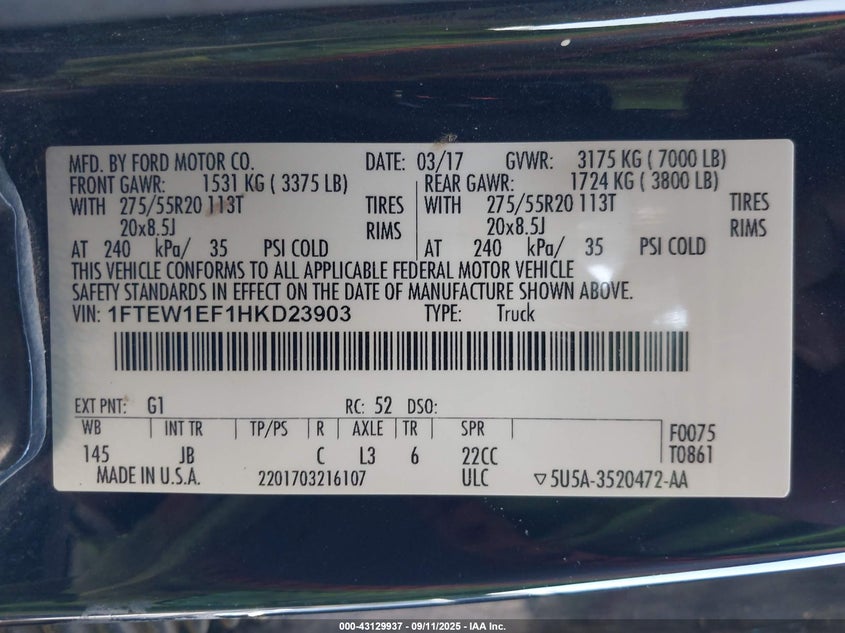 MFD. BY FORD MOTOR CO. DATE: 03/17 GVWR: 3175 KG ( 7000 LB)
FRONT GAWR: 1531 KG ( 3375 LB) REAR GAWR: 1724 KG ( 3800 LB)
WITH 275/55R20 113T TIRES WITH 275/55R20 113T TIRES
20x8.5J RIMS 20x8.5J RIMS
AT 240 kPa/ 35 PSI COLD AT 240 kPa/ 35 PSI COLD
THIS VEHICLE CONFORMS TO ALL APPLICABLE FEDERAL MOTOR VEHICLE
SAFETY STANDARDS IN EFFECT ON THE DATE OF MANUFACTURE SHOWN ABOVE.
VIN: 1FTEW1EF1HKD23903 TYPE: Truck
EXT PNT: G1 RC: 52 DSO:
WB INT TR TP/PS R AXLE TR SPR F0075
145 JB C L3 6 22CC T0861
MADE IN U.S.A. 2201703216107 ULC ▽5U5A-3520472-AA
000-43129937 - 09/11/2025 - IAA Inc.